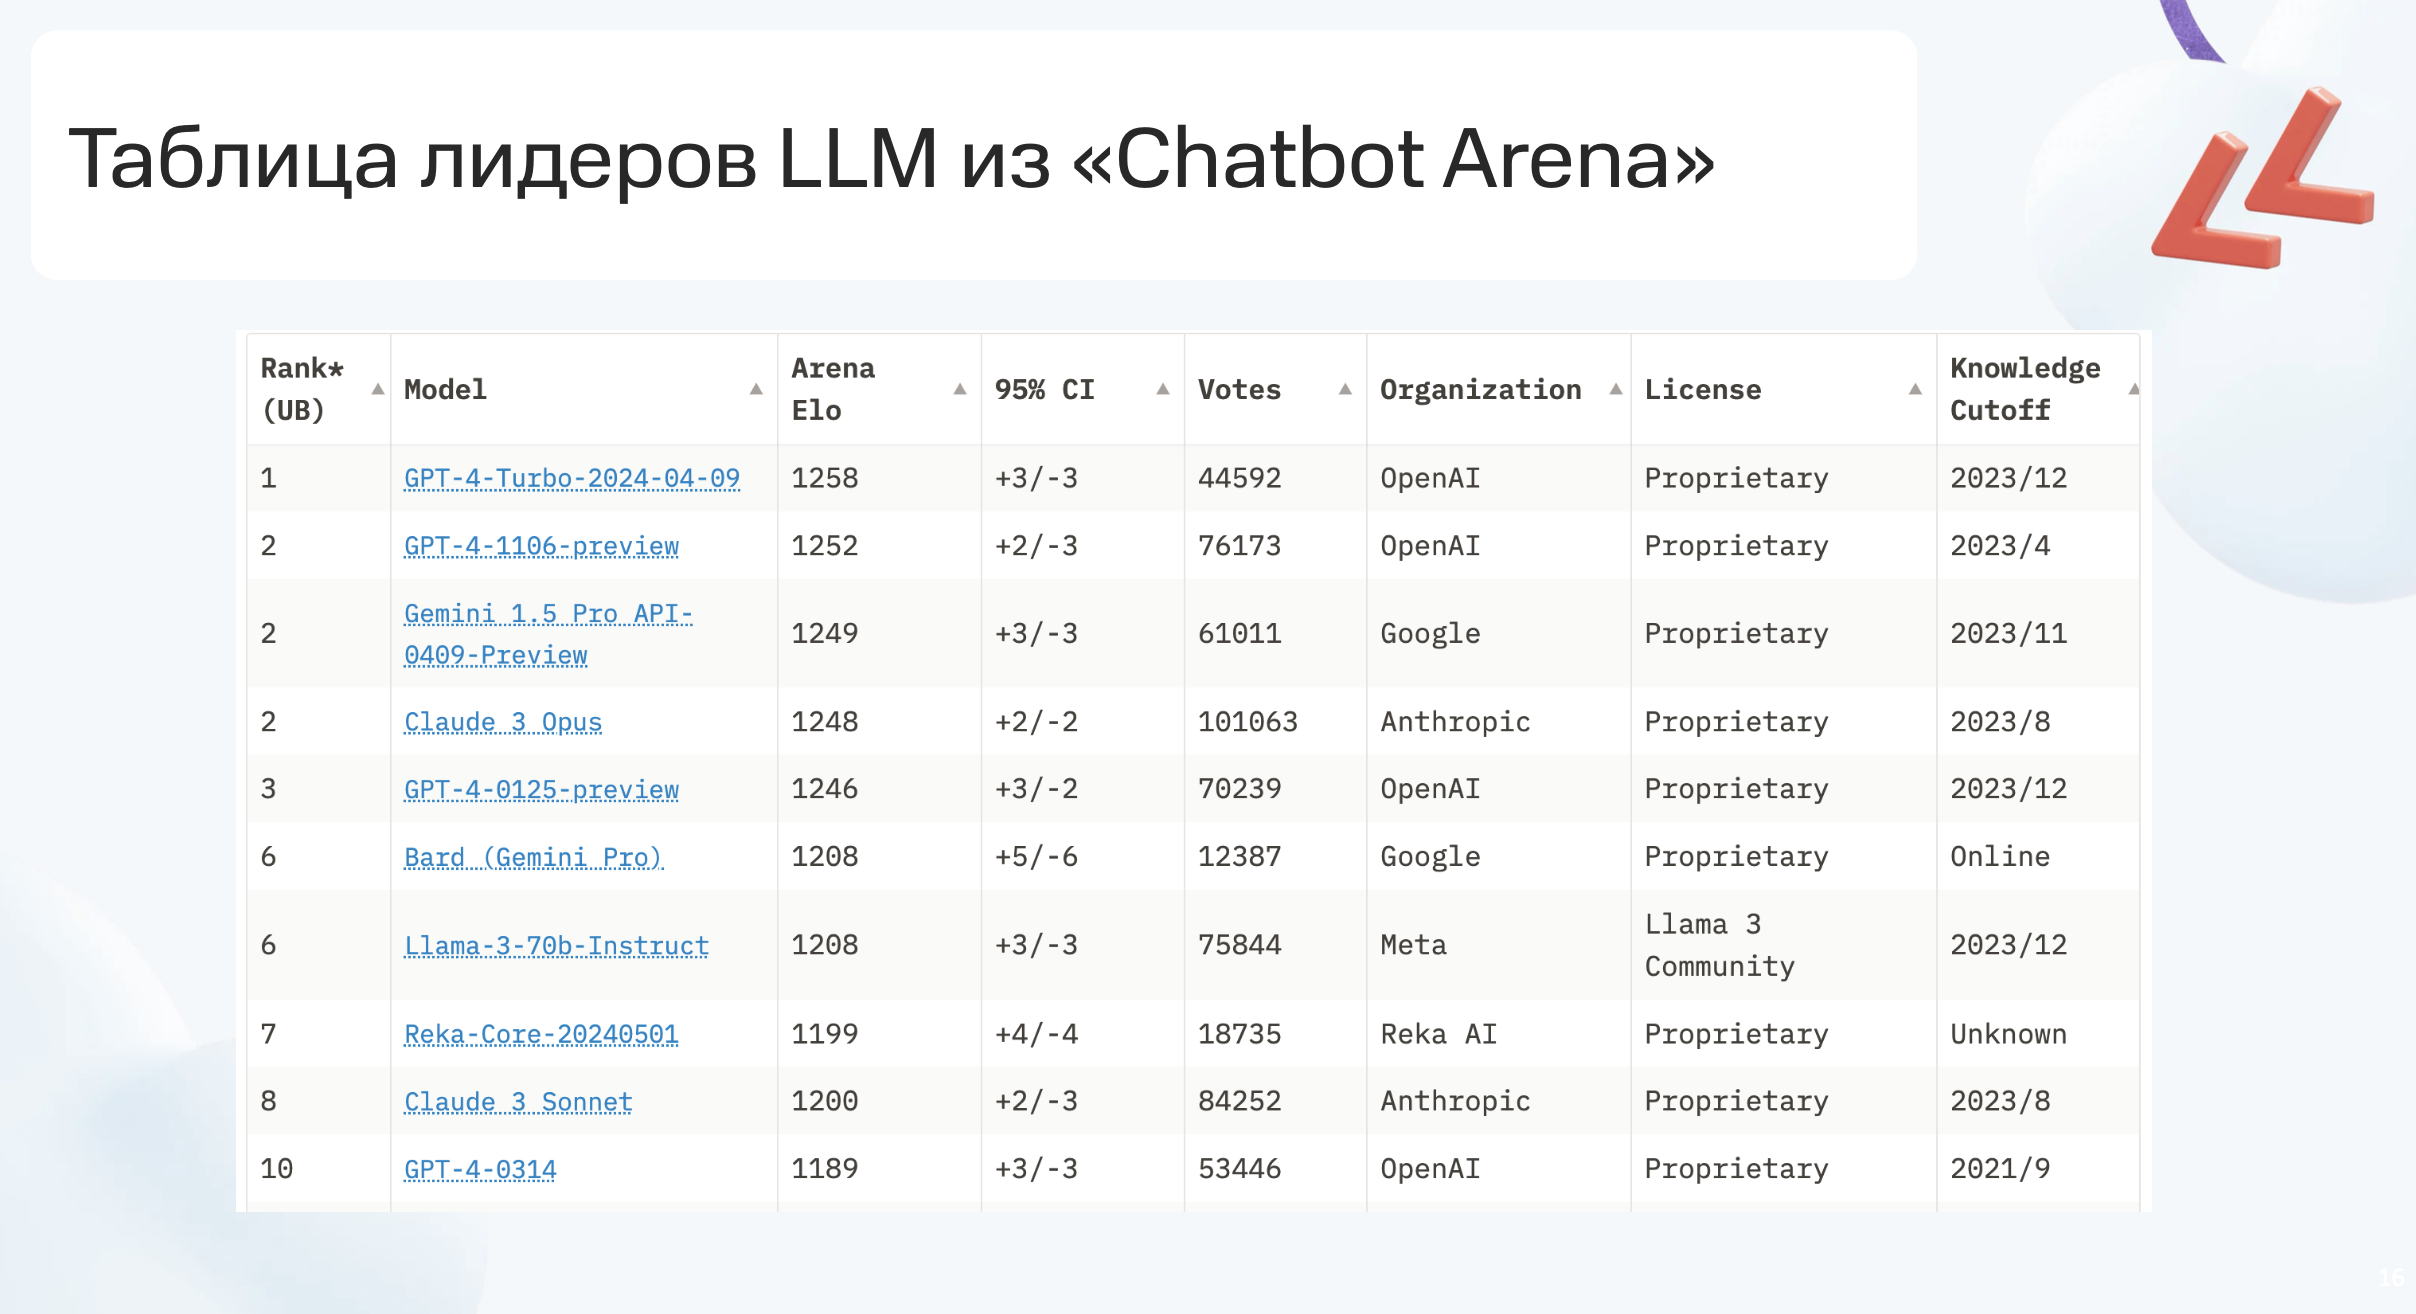 Таблица лидеров LLM из «Chatbot Arena»
Rank* (UB) Model Arena Elo 95% CI Votes Organization License Knowledge Cutoff
1 GPT-4-Turbo-2024-04-09 1258 +3/-3 44592 OpenAI Proprietary 2023/12
2 GPT-4-1106-preview 1252 +2/-3 76173 OpenAI Proprietary 2023/4
2 Gemini 1.5 Pro API-0409-Preview 1249 +3/-3 61011 Google Proprietary 2023/11
2 Claude 3 Opus 1248 +2/-2 101063 Anthropic Proprietary 2023/8
3 GPT-4-0125-preview 1246 +3/-2 70239 OpenAI Proprietary 2023/12
6 Bard (Gemini Pro) 1208 +5/-6 12387 Google Proprietary Online
6 Llama-3-70b-Instruct 1208 +3/-3 75844 Meta Llama 3 Community 2023/12
7 Reka-Core-20240501 1199 +4/-4 18735 Reka AI Proprietary Unknown
8 Claude 3 Sonnet 1200 +2/-3 84252 Anthropic Proprietary 2023/8
10 GPT-4-0314 1189 +3/-3 53446 OpenAI Proprietary 2021/9
16